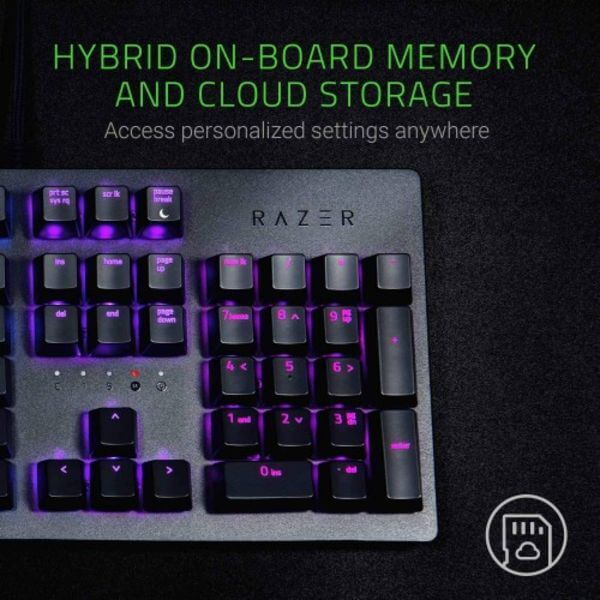 HYBRID ON-BOARD MEMORY
AND CLOUD STORAGE
Access personalized settings anywhere
prt sc
sys rq
scr lk
pause
break
RAZER
ins
home
page
up
num lk
/
*
-
del
end
page
down
7 home
8 ^
9 pg
up
+
4 <
5
6 >
1 end
2 v
3 pg
dn
enter
^
< v >
0 ins
. del